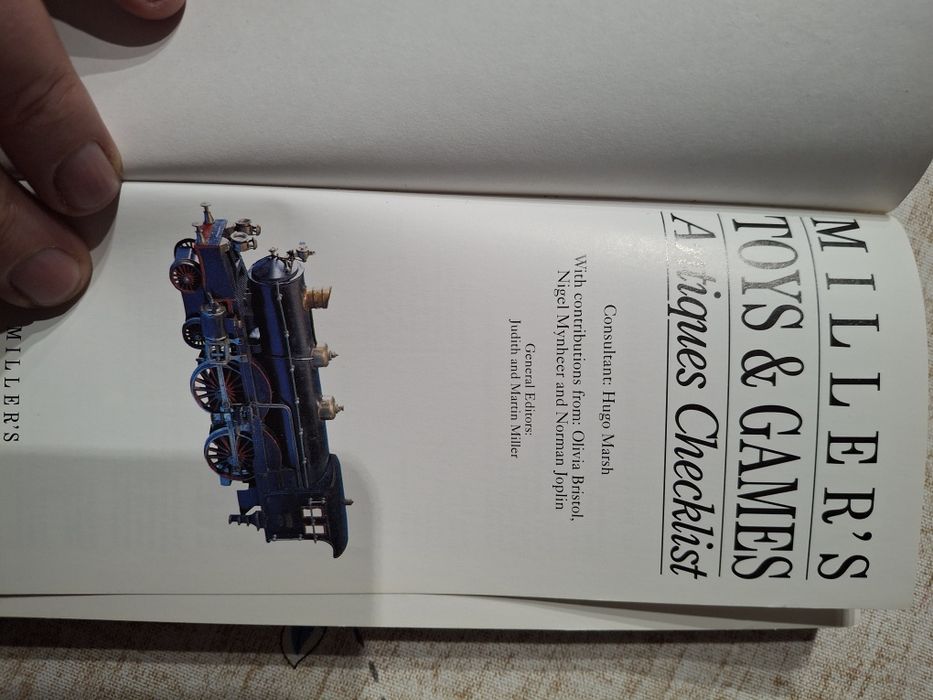 MILLER'S
TOYS & GAMES
Antiques Checklist
Consultant: Hugo Marsh
With contributions from: Olivia Bristol,
Nigel Mynheer and Norman Joplin
General Editors:
Judith and Martin Miller
MILLER'S